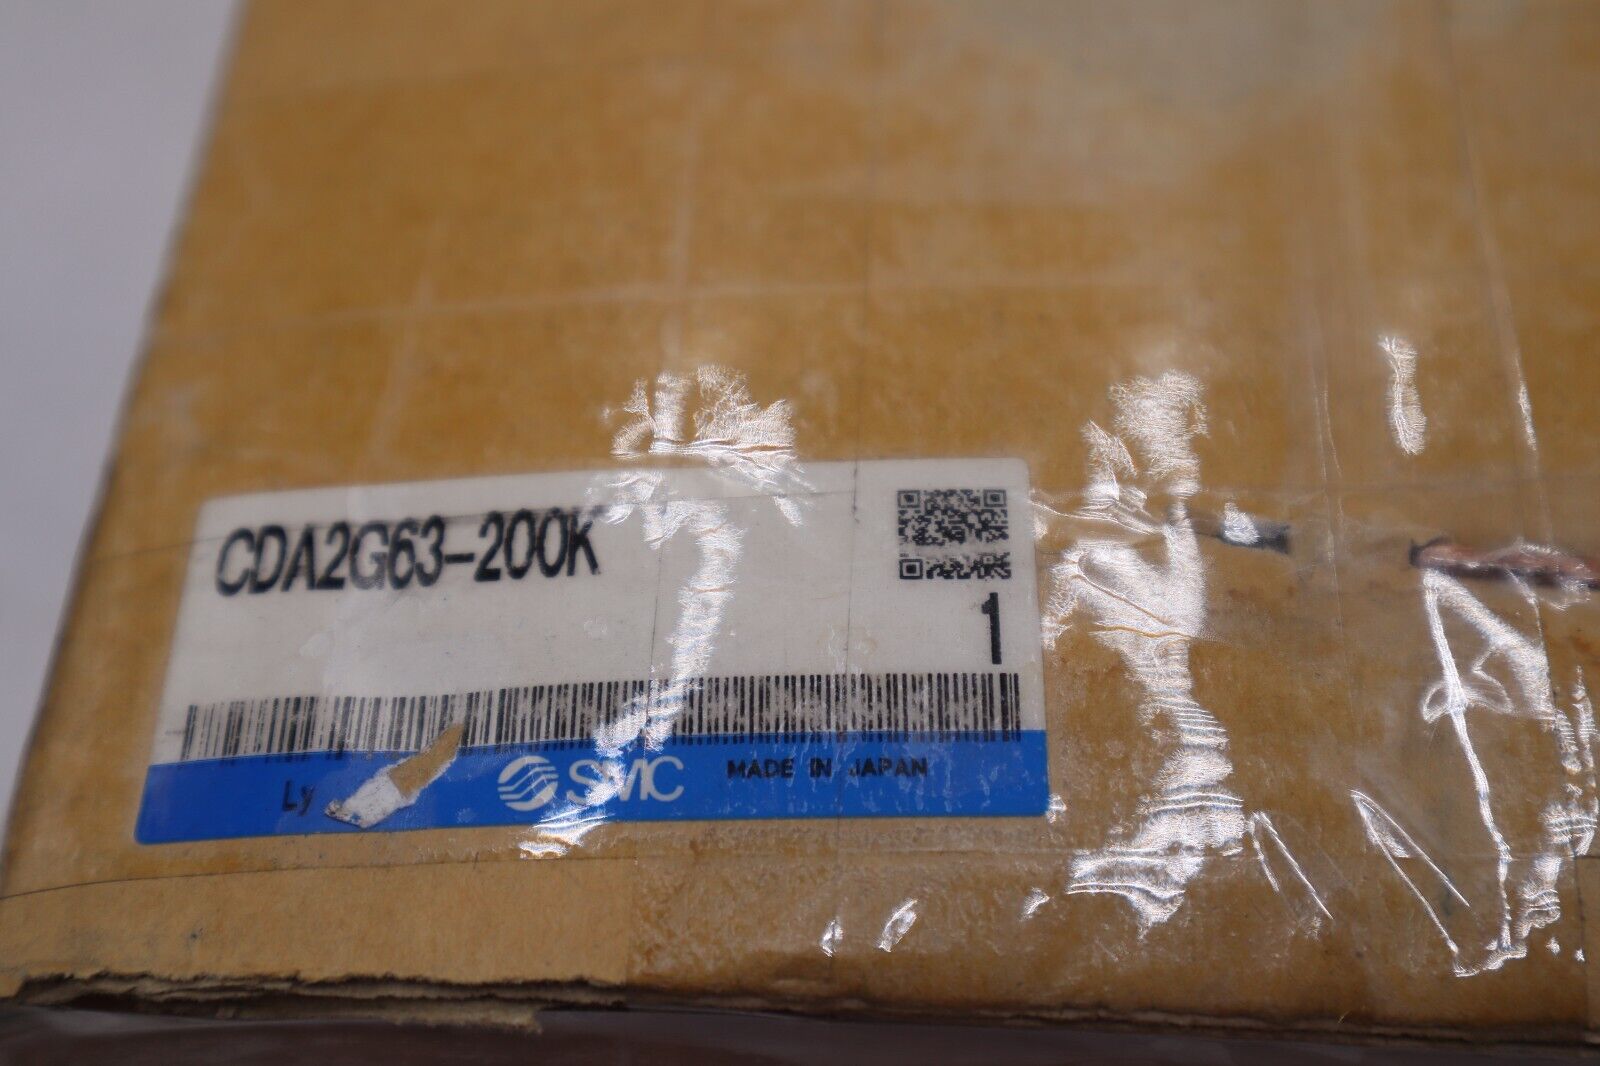 CDA2G63-200K
1
Ly
SMC MADE IN JAPAN